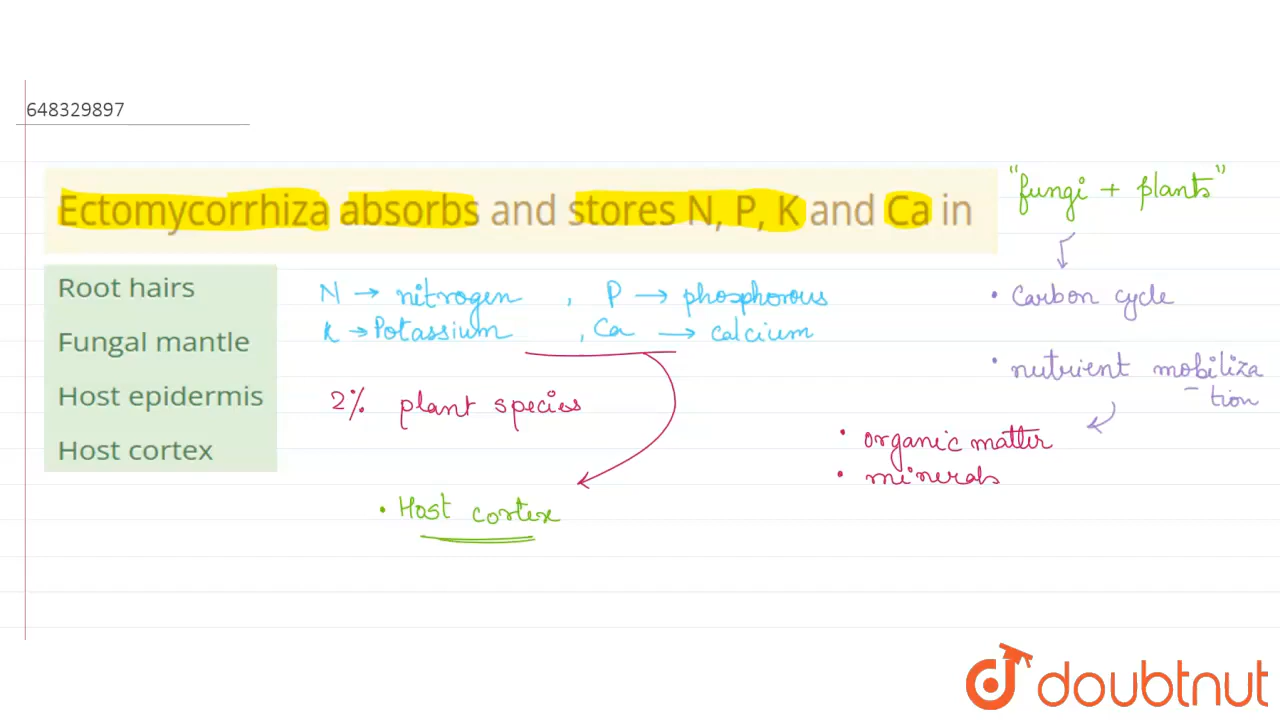 648329897
Ectomycorrhiza absorbs and stores N, P, K and Ca in
"fungi + plants"
Root hairs
Fungal mantle
Host epidermis
Host cortex
N → nitrogen , P → phosphorous
K → Potassium , Ca → calcium
2% plant species
• Host cortex
• Carbon cycle
• nutrient mobiliza
tion
• organic matter
• minerals
doubtnut